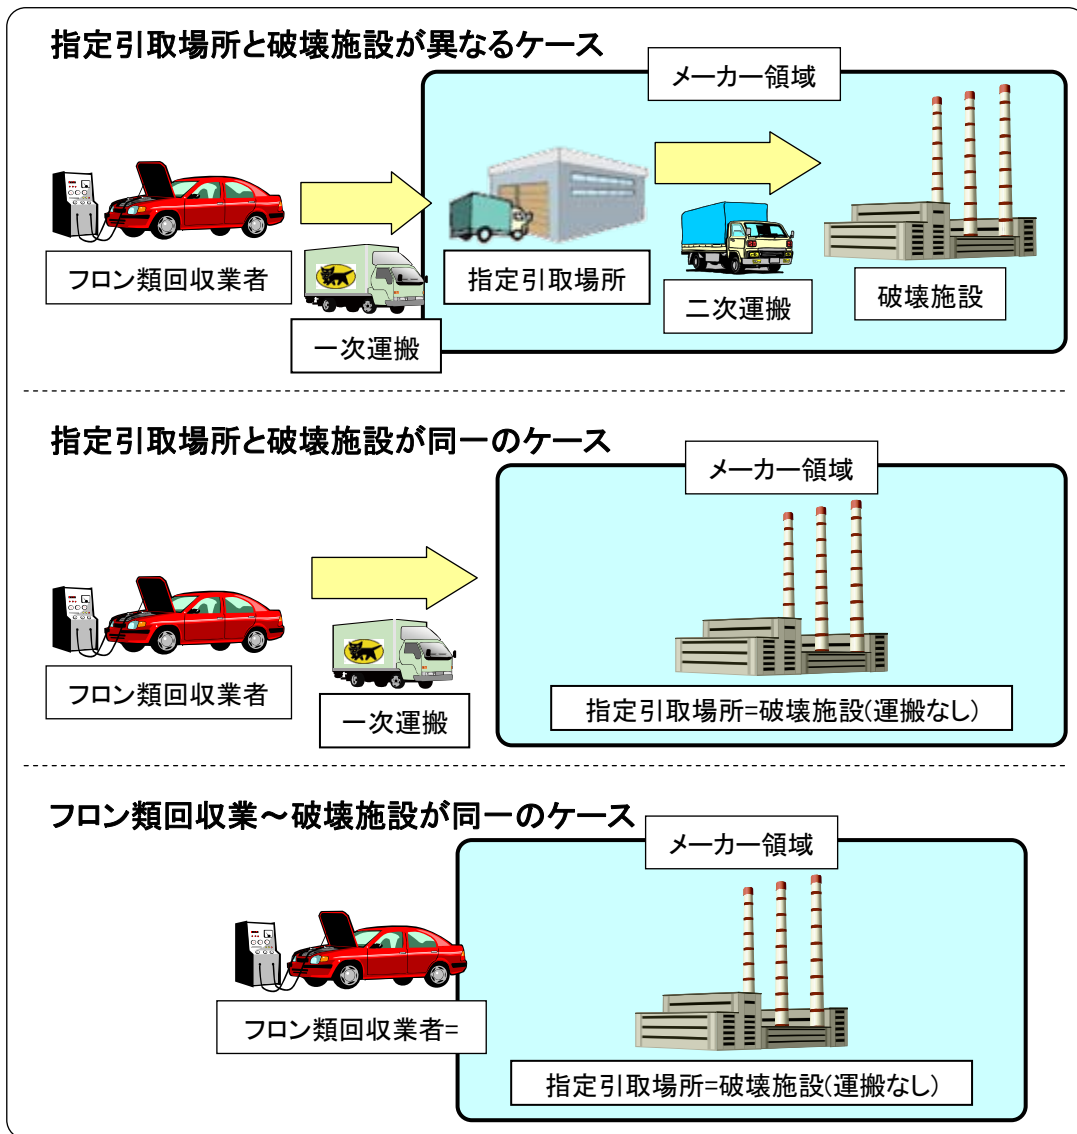 指定引取場所と破壊施設が異なるケース
メーカー領域
フロン類回収業者
一次運搬
指定引取場所
二次運搬
破壊施設
指定引取場所と破壊施設が同一のケース
メーカー領域
フロン類回収業者
一次運搬
指定引取場所=破壊施設(運搬なし)
フロン類回収業～破壊施設が同一のケース
メーカー領域
フロン類回収業者=
指定引取場所=破壊施設(運搬なし)